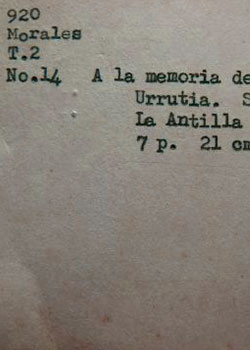 920
Morales
T.2
No.14 A la memoria de
Urrutia. S
La Antilla
7 p. 21 cm